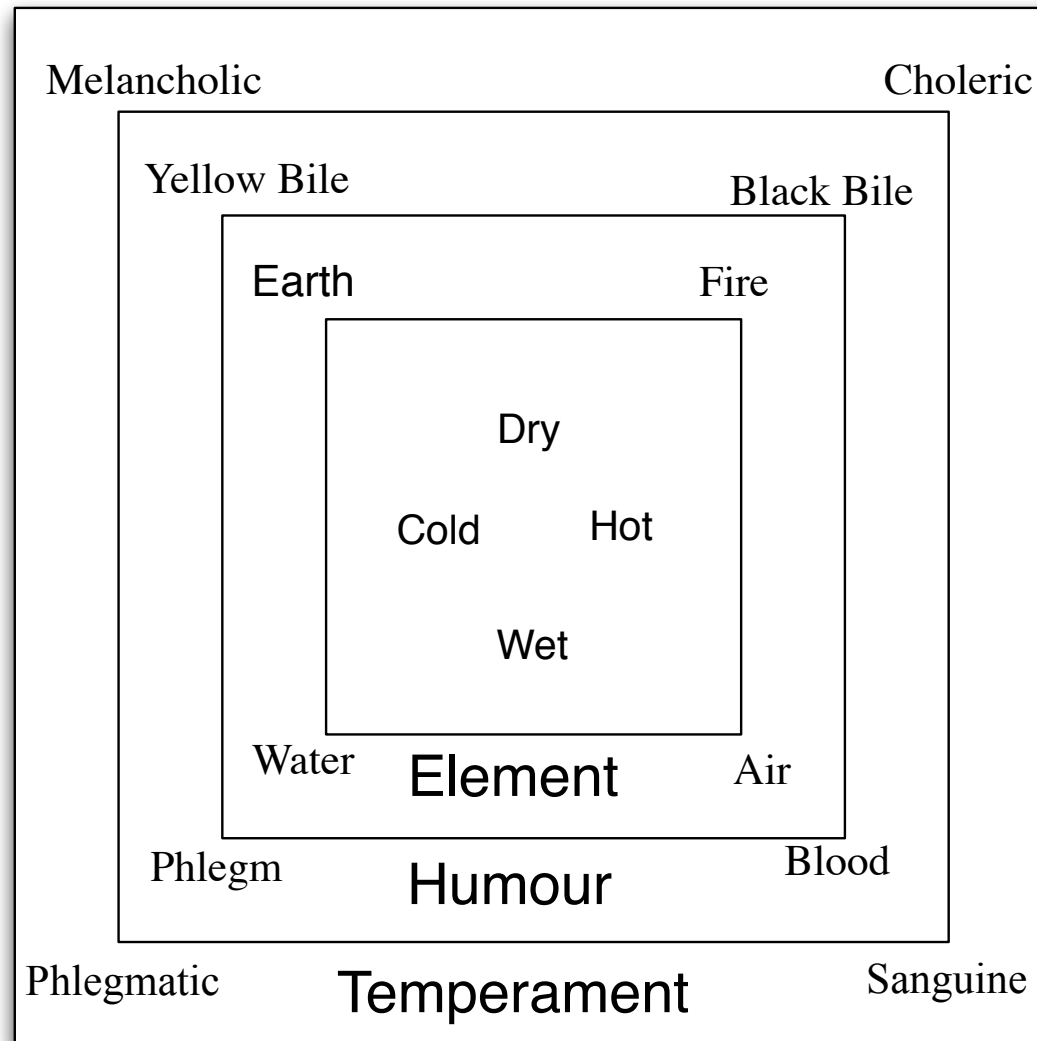 Melancholic
Choleric
Yellow Bile
Black Bile
Earth
Fire
Dry
Cold
Hot
Wet
Water
Element
Air
Phlegm
Humour
Blood
Phlegmatic
Temperament
Sanguine